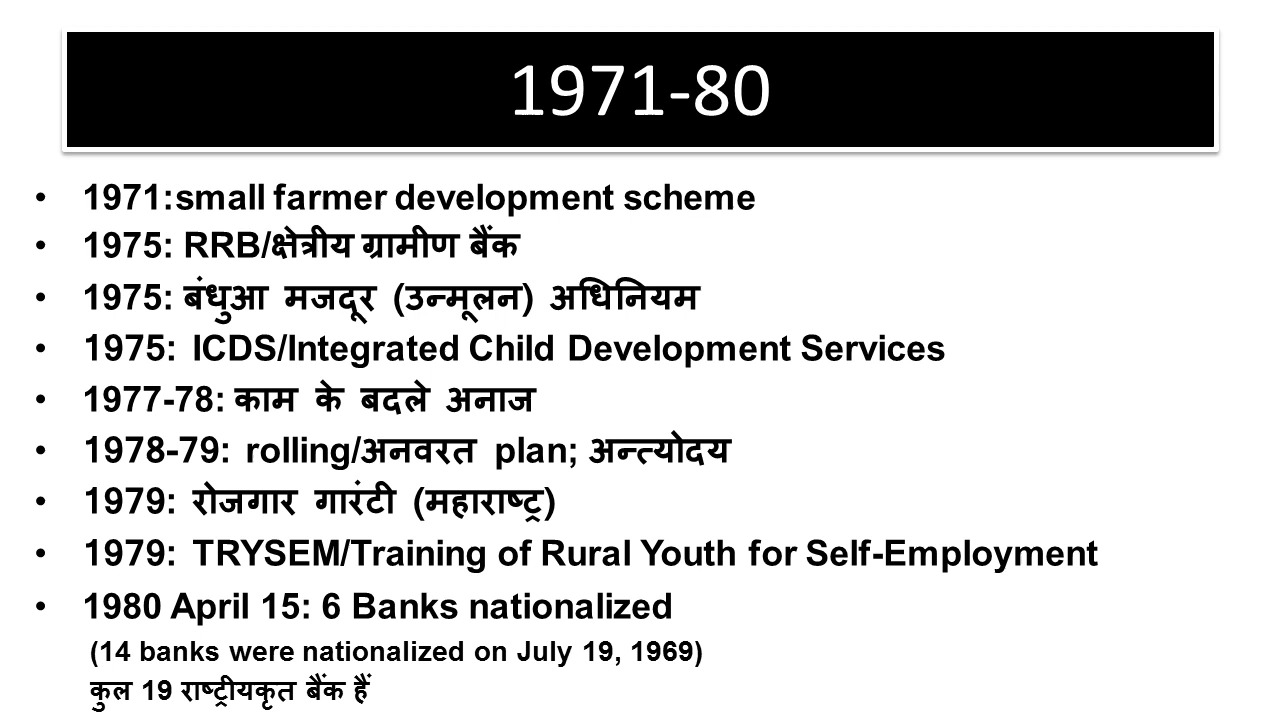 1971-80
• 1971:small farmer development scheme
• 1975: RRB/क्षेत्रीय ग्रामीण बैंक
• 1975: बंधुआ मजदूर (उन्मूलन) अधिनियम
• 1975: ICDS/Integrated Child Development Services
• 1977-78: काम के बदले अनाज
• 1978-79: rolling/अनवरत plan; अन्त्योदय
• 1979: रोजगार गारंटी (महाराष्ट्र)
• 1979: TRYSEM/Training of Rural Youth for Self-Employment
• 1980 April 15: 6 Banks nationalized
(14 banks were nationalized on July 19, 1969)
कुल 19 राष्ट्रीयकृत बैंक हैं